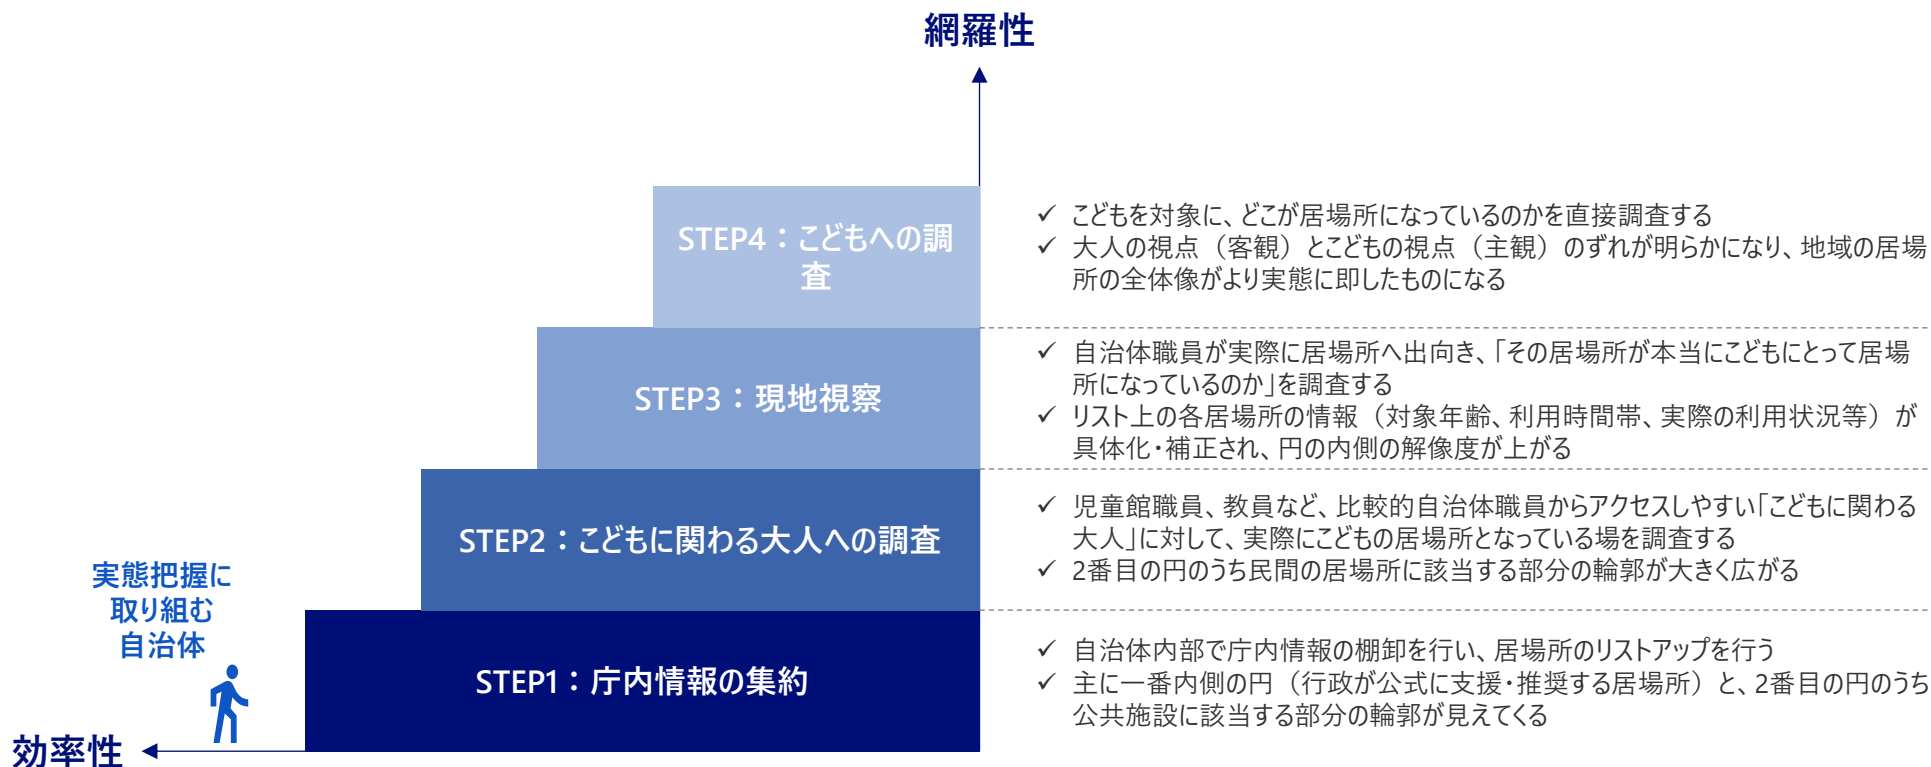 網羅性
STEP4：こどもへの調
査
✓ こどもを対象に、どこが居場所になっているのかを直接調査する
✓ 大人の視点（客観）とこどもの視点（主観）のずれが明らかになり、地域の居場
所の全体像がより実態に即したものになる
STEP3：現地視察
✓ 自治体職員が実際に居場所へ出向き、「その居場所が本当にこどもにとって居場
所になっているのか」を調査する
✓ リスト上の各居場所の情報（対象年齢、利用時間帯、実際の利用状況等）が
具体化・補正され、円の内側の解像度が上がる
STEP2：こどもに関わる大人への調査
✓ 児童館職員、教員など、比較的自治体職員からアクセスしやすい「こどもに関わる
大人」に対して、実際にこどもの居場所となっている場を調査する
✓ 2番目の円のうち民間の居場所に該当する部分の輪郭が大きく広がる
実態把握に
取り組む
自治体
STEP1：庁内情報の集約
✓ 自治体内部で庁内情報の棚卸を行い、居場所のリストアップを行う
✓ 主に一番内側の円（行政が公式に支援・推奨する居場所）と、2番目の円のうち
公共施設に該当する部分の輪郭が見えてくる
効率性